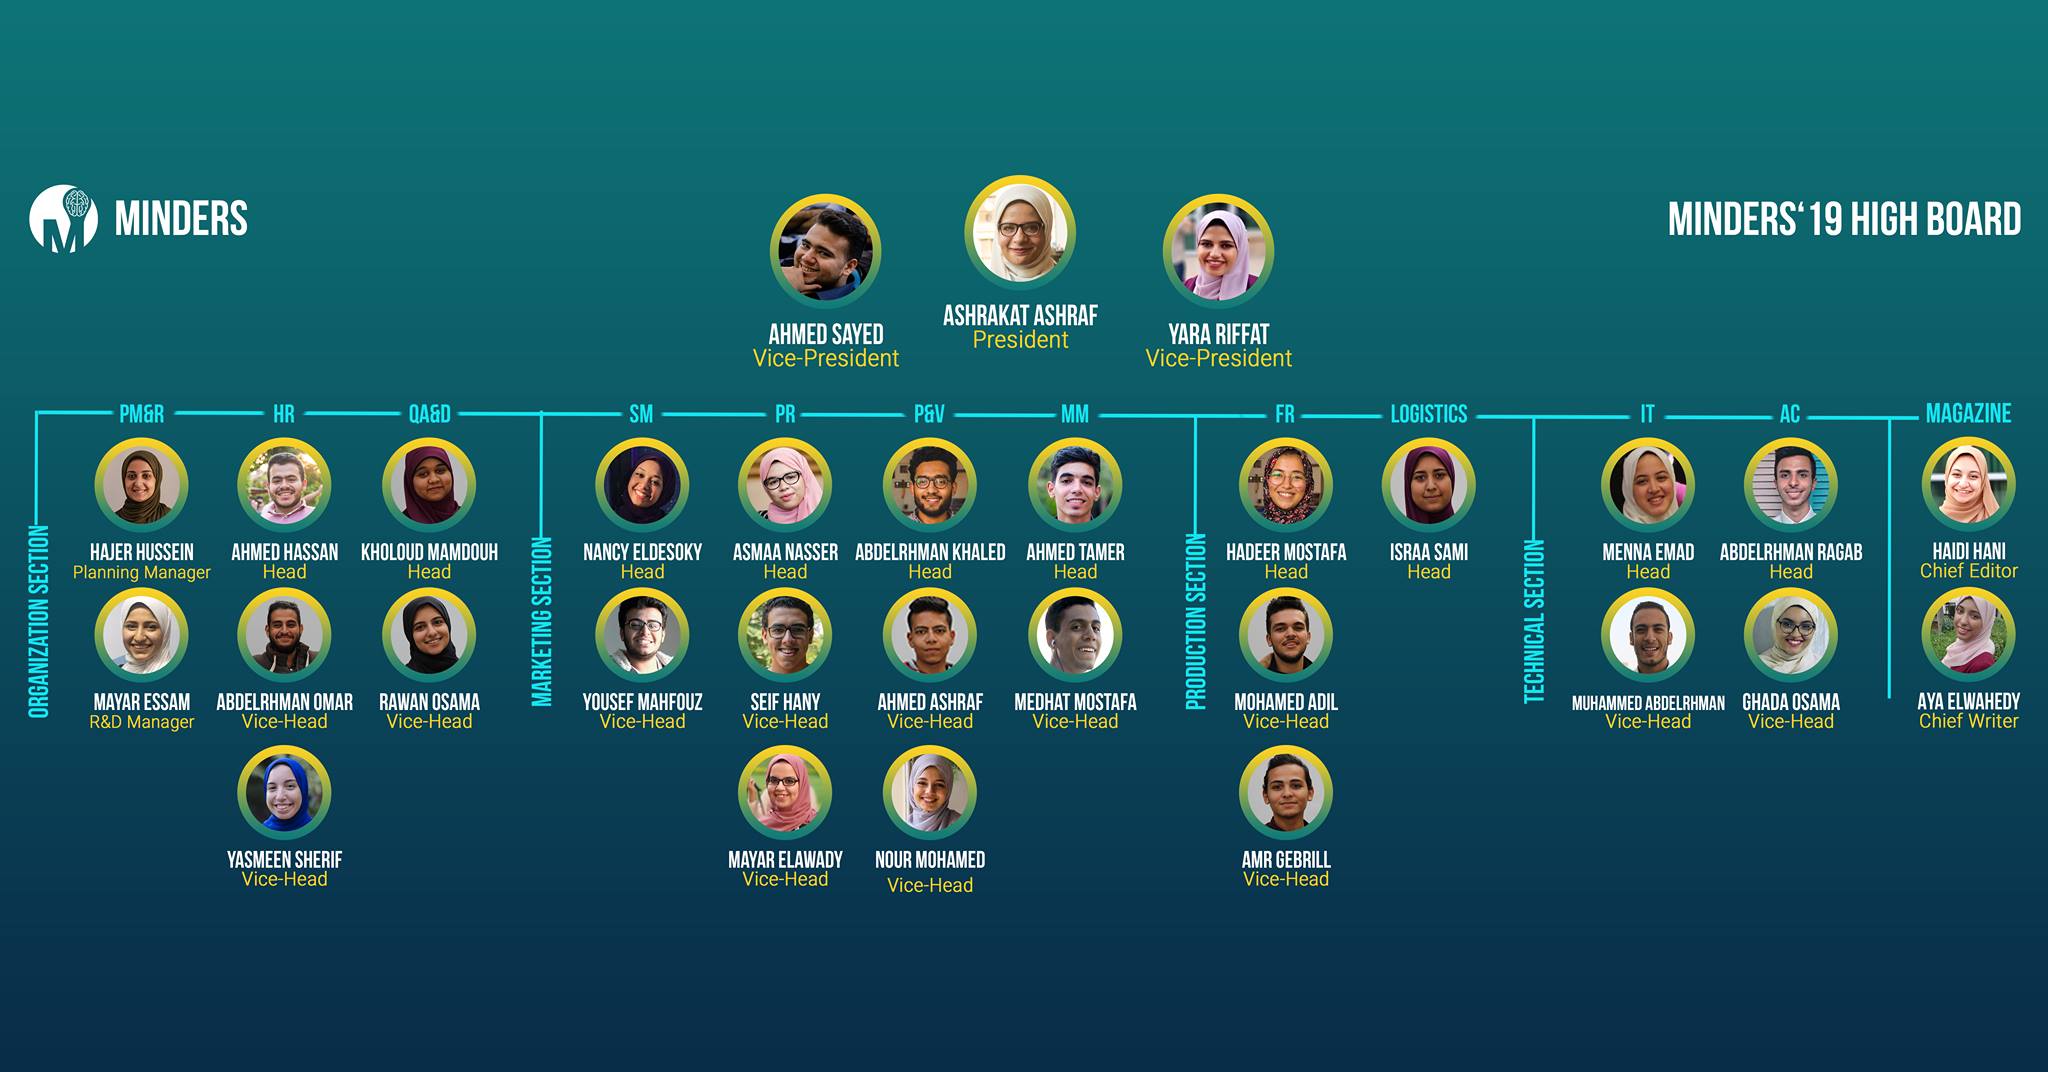 MINDERS
MINDERS‘19 HIGH BOARD
AHMED SAYED
Vice-President
ASHRAKAT ASHRAF
President
YARA RIFFAT
Vice-President
ORGANIZATION SECTION
PM&R
HAJER HUSSEIN
Planning Manager
MAYAR ESSAM
R&D Manager
HR
AHMED HASSAN
Head
ABDELRHMAN OMAR
Vice-Head
YASMEEN SHERIF
Vice-Head
QA&D
KHOLOUD MAMDOUH
Head
RAWAN OSAMA
Vice-Head
MARKETING SECTION
SM
NANCY ELDESOKY
Head
YOUSEF MAHFOUZ
Vice-Head
PR
ASMAA NASSER
Head
SEIF HANY
Vice-Head
MAYAR ELAWADY
Vice-Head
P&V
ABDELRHMAN KHALED
Head
AHMED ASHRAF
Vice-Head
NOUR MOHAMED
Vice-Head
MM
AHMED TAMER
Head
MEDHAT MOSTAFA
Vice-Head
PRODUCTION SECTION
FR
HADEER MOSTAFA
Head
MOHAMED ADIL
Vice-Head
AMR GEBRILL
Vice-Head
LOGISTICS
ISRAA SAMI
Head
TECHNICAL SECTION
IT
MENNA EMAD
Head
MUHAMMED ABDELRHMAN
Vice-Head
AC
ABDELRHMAN RAGAB
Head
GHADA OSAMA
Vice-Head
MAGAZINE
HAIDI HANI
Chief Editor
AYA ELWAHEDY
Chief Writer